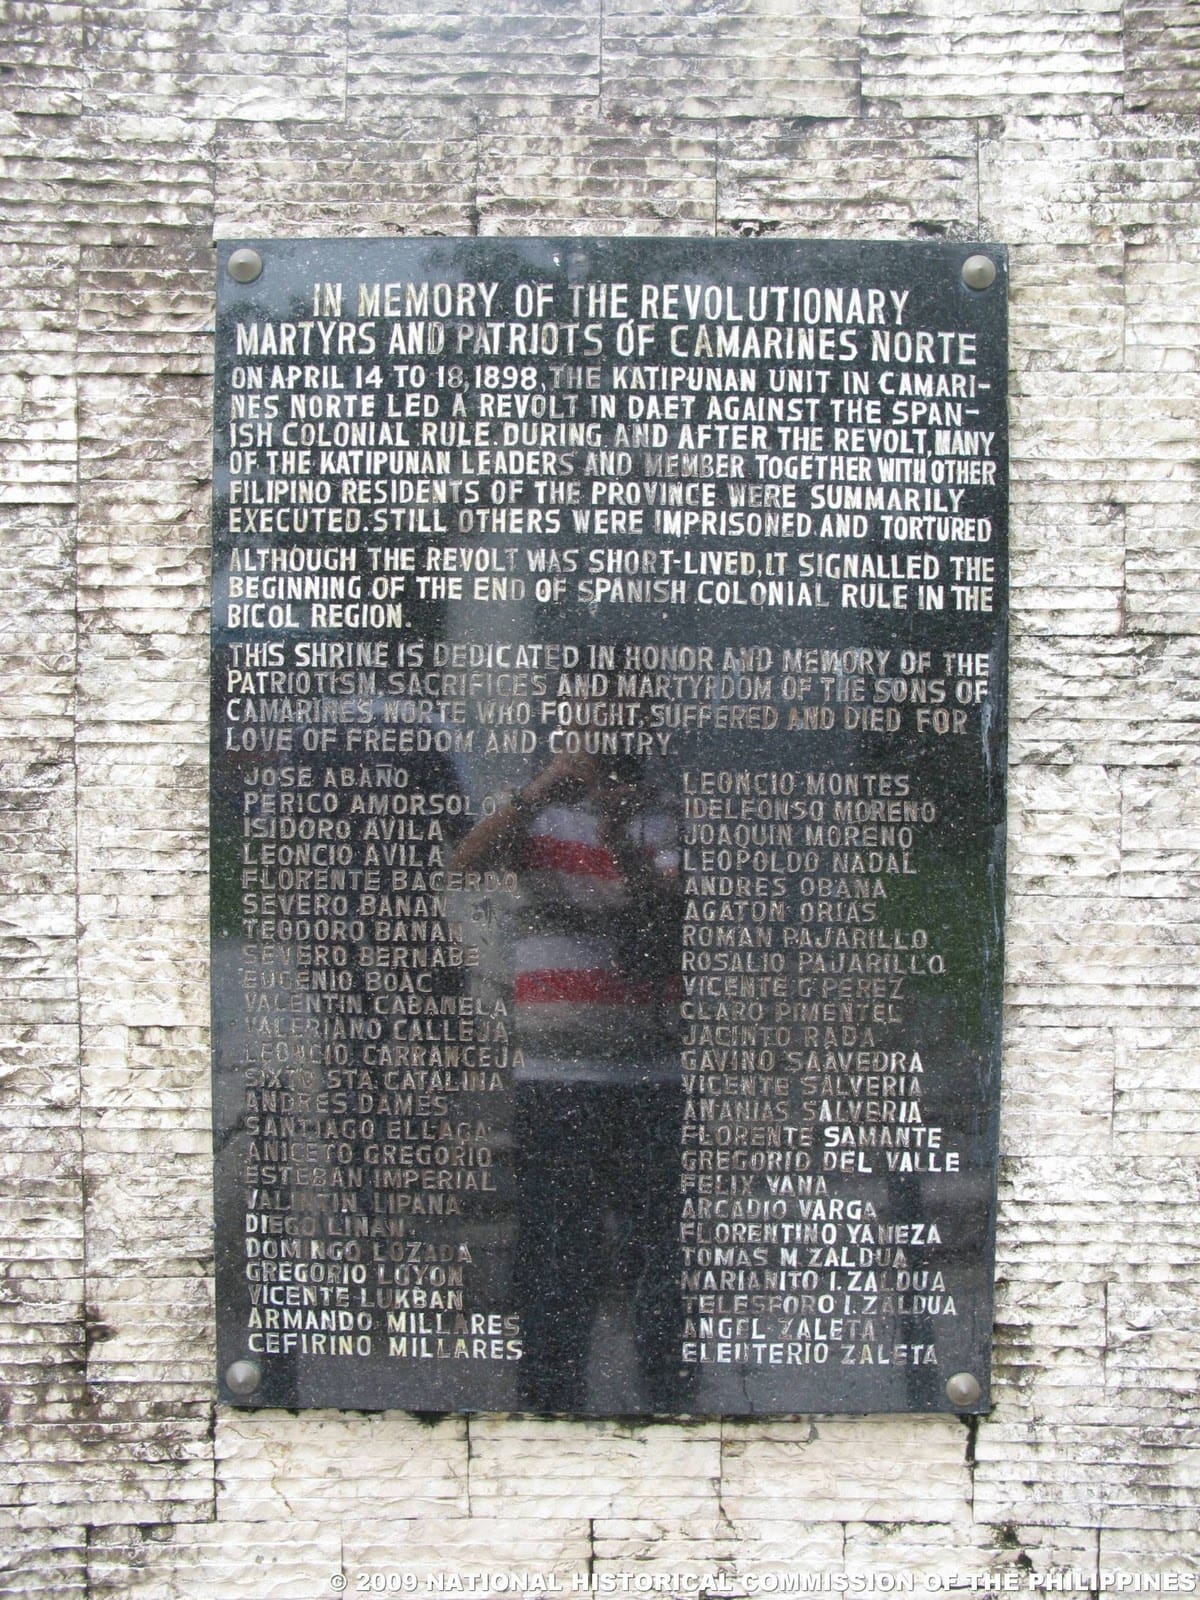 IN MEMORY OF THE REVOLUTIONARY
MARTYRS AND PATRIOTS OF CAMARINES NORTE
ON APRIL 14 TO 18, 1898, THE KATIPUNAN UNIT IN CAMARI-
NES NORTE LED A REVOLT IN DAET AGAINST THE SPAN-
ISH COLONIAL RULE. DURING AND AFTER THE REVOLT, MANY
OF THE KATIPUNAN LEADERS AND MEMBER TOGETHER WITH OTHER
FILIPINO RESIDENTS OF THE PROVINCE WERE SUMMARILY
EXECUTED. STILL OTHERS WERE IMPRISONED AND TORTURED
ALTHOUGH THE REVOLT WAS SHORT-LIVED, IT SIGNALLED THE
BEGINNING OF THE END OF SPANISH COLONIAL RULE IN THE
BICOL REGION.
THIS SHRINE IS DEDICATED IN HONOR AND MEMORY OF THE
PATRIOTISM, SACRIFICES AND MARTYRDOM OF THE SONS OF
CAMARINES NORTE WHO FOUGHT, SUFFERED AND DIED FOR
LOVE OF FREEDOM AND COUNTRY.
JOSE ABAÑO
PERICO AMORSOLO
ISIDORO AVILA
LEONCIO AVILA
FLORENTE BACERDO
SEVERO BANAN
TEODORO BANAN
SEVERO BERNABE
EUGENIO BOAC
VALENTIN CABANELA
VALERIANO CALLEJA
LEONCIO CARRANCEJA
SIXTO STA. CATALINA
ANDRES DAMES
SANTIAGO ELLAGA
ANICETO GREGORIO
ESTEBAN IMPERIAL
VALINTIN LIPANA
DIEGO LINAN
DOMINGO LOZADA
GREGORIO LUYON
VICENTE LUKBAN
ARMANDO MILLARES
CEFIRINO MILLARES
LEONCIO MONTES
IDELFONSO MORENO
JOAQUIN MORENO
LEOPOLDO NADAL
ANDRES OBANA
AGATON ORIAS
ROMAN PAJARILLO
ROSALIO PAJARILLO
VICENTE G PEREZ
CLARO PIMENTEL
JACINTO RADA
GAVINO SAAVEDRA
VICENTE SALVERIA
ANANIAS SALVERIA
FLORENTE SAMANTE
GREGORIO DEL VALLE
FELIX VANA
ARCADIO VARGA
FLORENTINO YANEZA
TOMAS M. ZALDUA
MARIANITO I. ZALDUA
TELESFORO I. ZALDUA
ANGEL ZALETA
ELEUTERIO ZALETA
© 2009 NATIONAL HISTORICAL COMMISSION OF THE PHILIPPINES